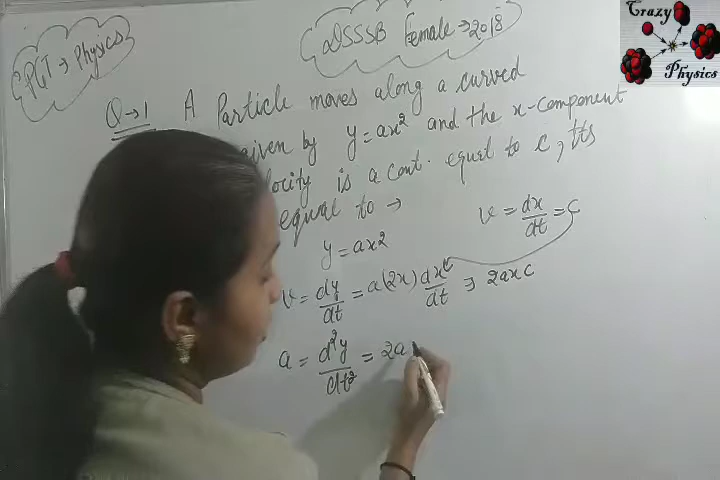 PGT → Physics
DSSSB Female → 2018
Crazy Physics
Q→1 A Particle moves along a curved
given by y = ax² and the x-component
locity is a cont. equal to c, Its
equal to →
v = dx/dt = c
y = ax2
v = dy/dt = a(2x) dx/dt ⇒ 2axc
a = d²y/dt² = 2a